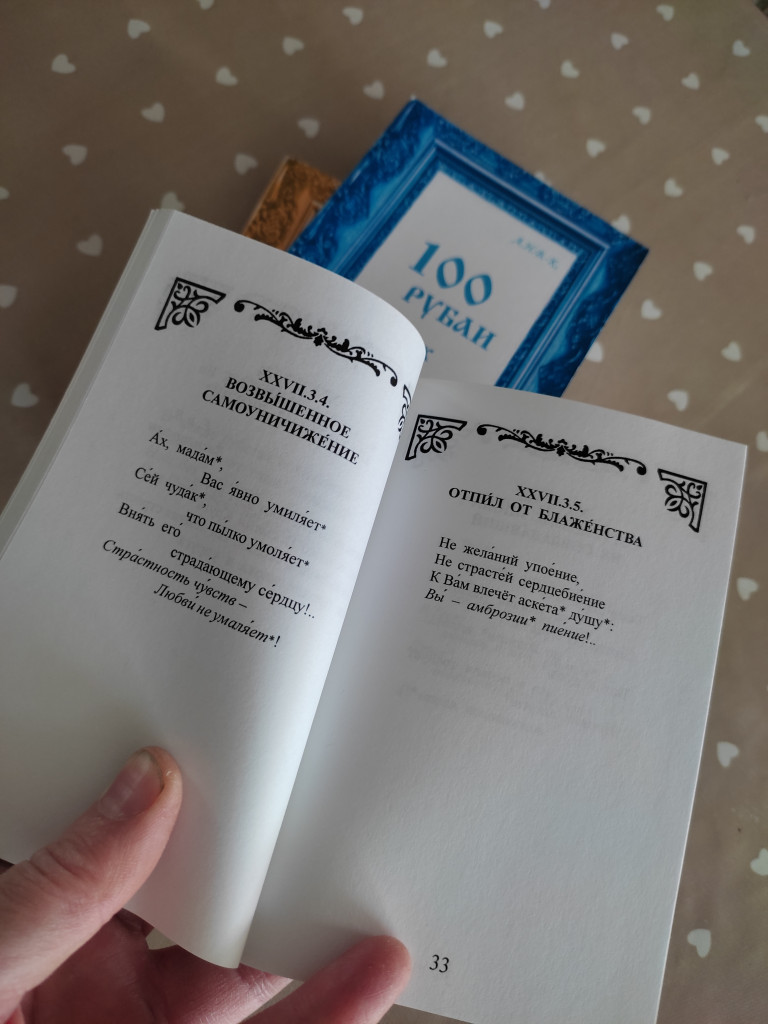 100
РУБАИ
XXVII.3.4.
ВОЗВЫ́ШЕННОЕ
САМОУНИЧИЖЕ́НИЕ
А́х, мада́м*,
Вас я́вно умиля́ет*
Се́й чуда́к*,
что пы́лко умоля́ет*
Вня́ть его́
страда́ющему се́рдцу!..
Стра́стность чу́вств –
Любви́ не умаля́ет*!
XXVII.3.5.
ОТПИ́Л ОТ БЛАЖЕ́НСТВА
Не жела́ний упое́ние,
Не страсте́й сердцебие́ние
К Ва́м влечёт аске́та* ду́шу*:
Вы́ – амброзии* пие́ние!..
33